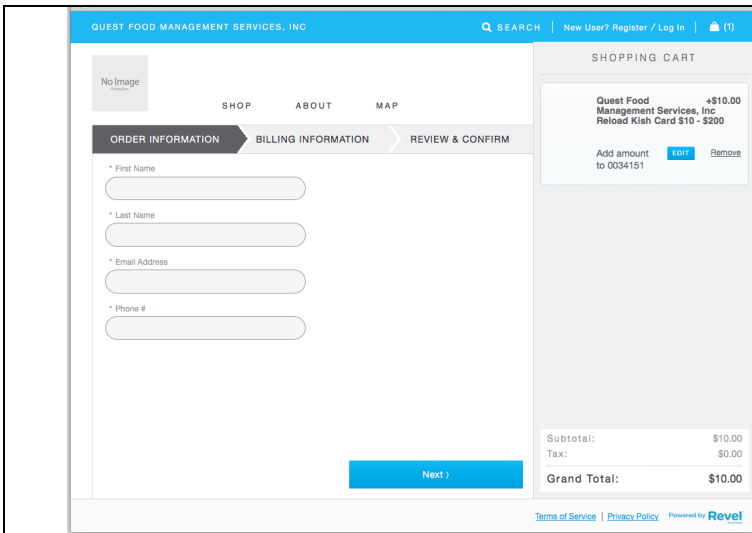 QUEST FOOD MANAGEMENT SERVICES, INC
SEARCH
New User? Register / Log In
(1)
No Image
SHOP ABOUT MAP
ORDER INFORMATION BILLING INFORMATION REVIEW & CONFIRM
* First Name
* Last Name
* Email Address
* Phone #
Next 〉
SHOPPING CART
Quest Food +$10.00
Management Services, Inc
Reload Kish Card $10 - $200
Add amount EDIT Remove
to 0034151
Subtotal: $10.00
Tax: $0.00
Grand Total: $10.00
Terms of Service | Privacy Policy Powered by Revel